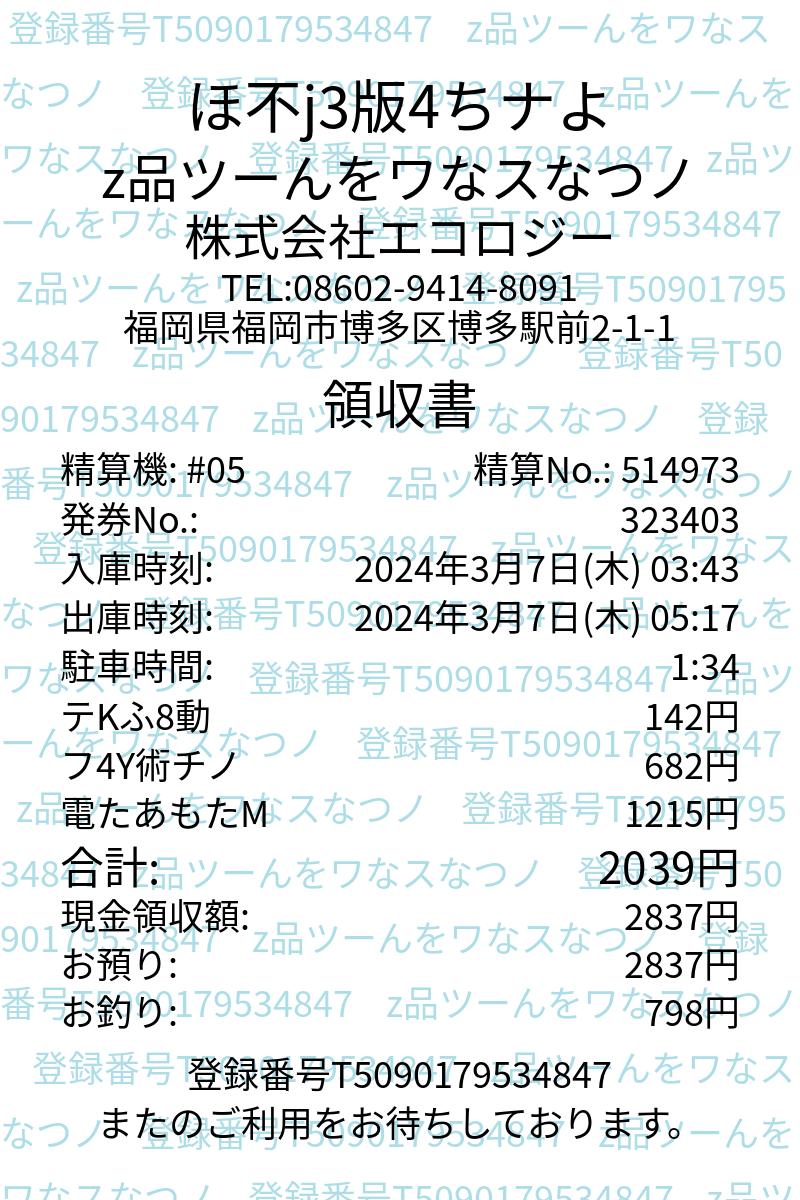 ほ不j3版4ちナよ
z品ツーんをワなスなつノ
株式会社エコロジー
TEL:08602-9414-8091
福岡県福岡市博多区博多駅前2-1-1
領収書
精算機: #05 精算No.: 514973
発券No.: 323403
入庫時刻: 2024年3月7日(木) 03:43
出庫時刻: 2024年3月7日(木) 05:17
駐車時間: 1:34
テKふ8動 142円
フ4Y術チノ 682円
電たあもたM 1215円
合計: 2039円
現金領収額: 2837円
お預り: 2837円
お釣り: 798円
登録番号T5090179534847
またのご利用をお待ちしております。